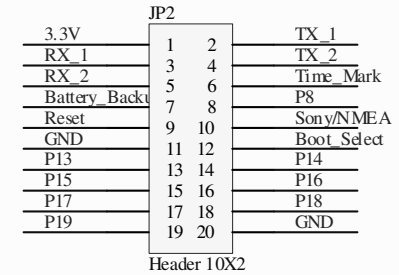 JP2
3.3V 1 2 TX_1
RX_1 3 4 TX_2
RX_2 5 6 Time_Mark
Battery_Backu 7 8 P8
Reset 9 10 Sony/NMEA
GND 11 12 Boot_Select
P13 13 14 P14
P15 15 16 P16
P17 17 18 P18
P19 19 20 GND
Header 10X2